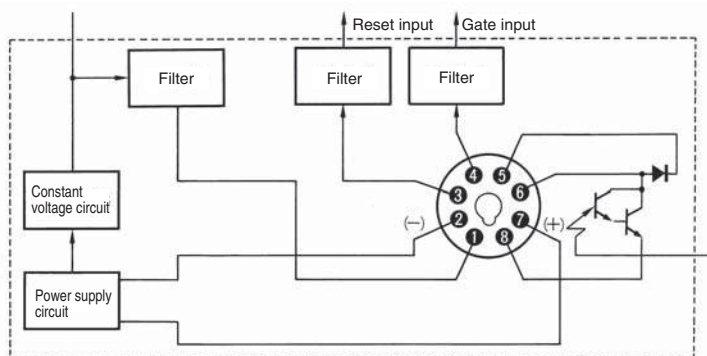 Reset input
Gate input
Filter
Filter
Filter
Constant
voltage circuit
Power supply
circuit
4
5
3
6
(−)
2
7
(+)
1
8